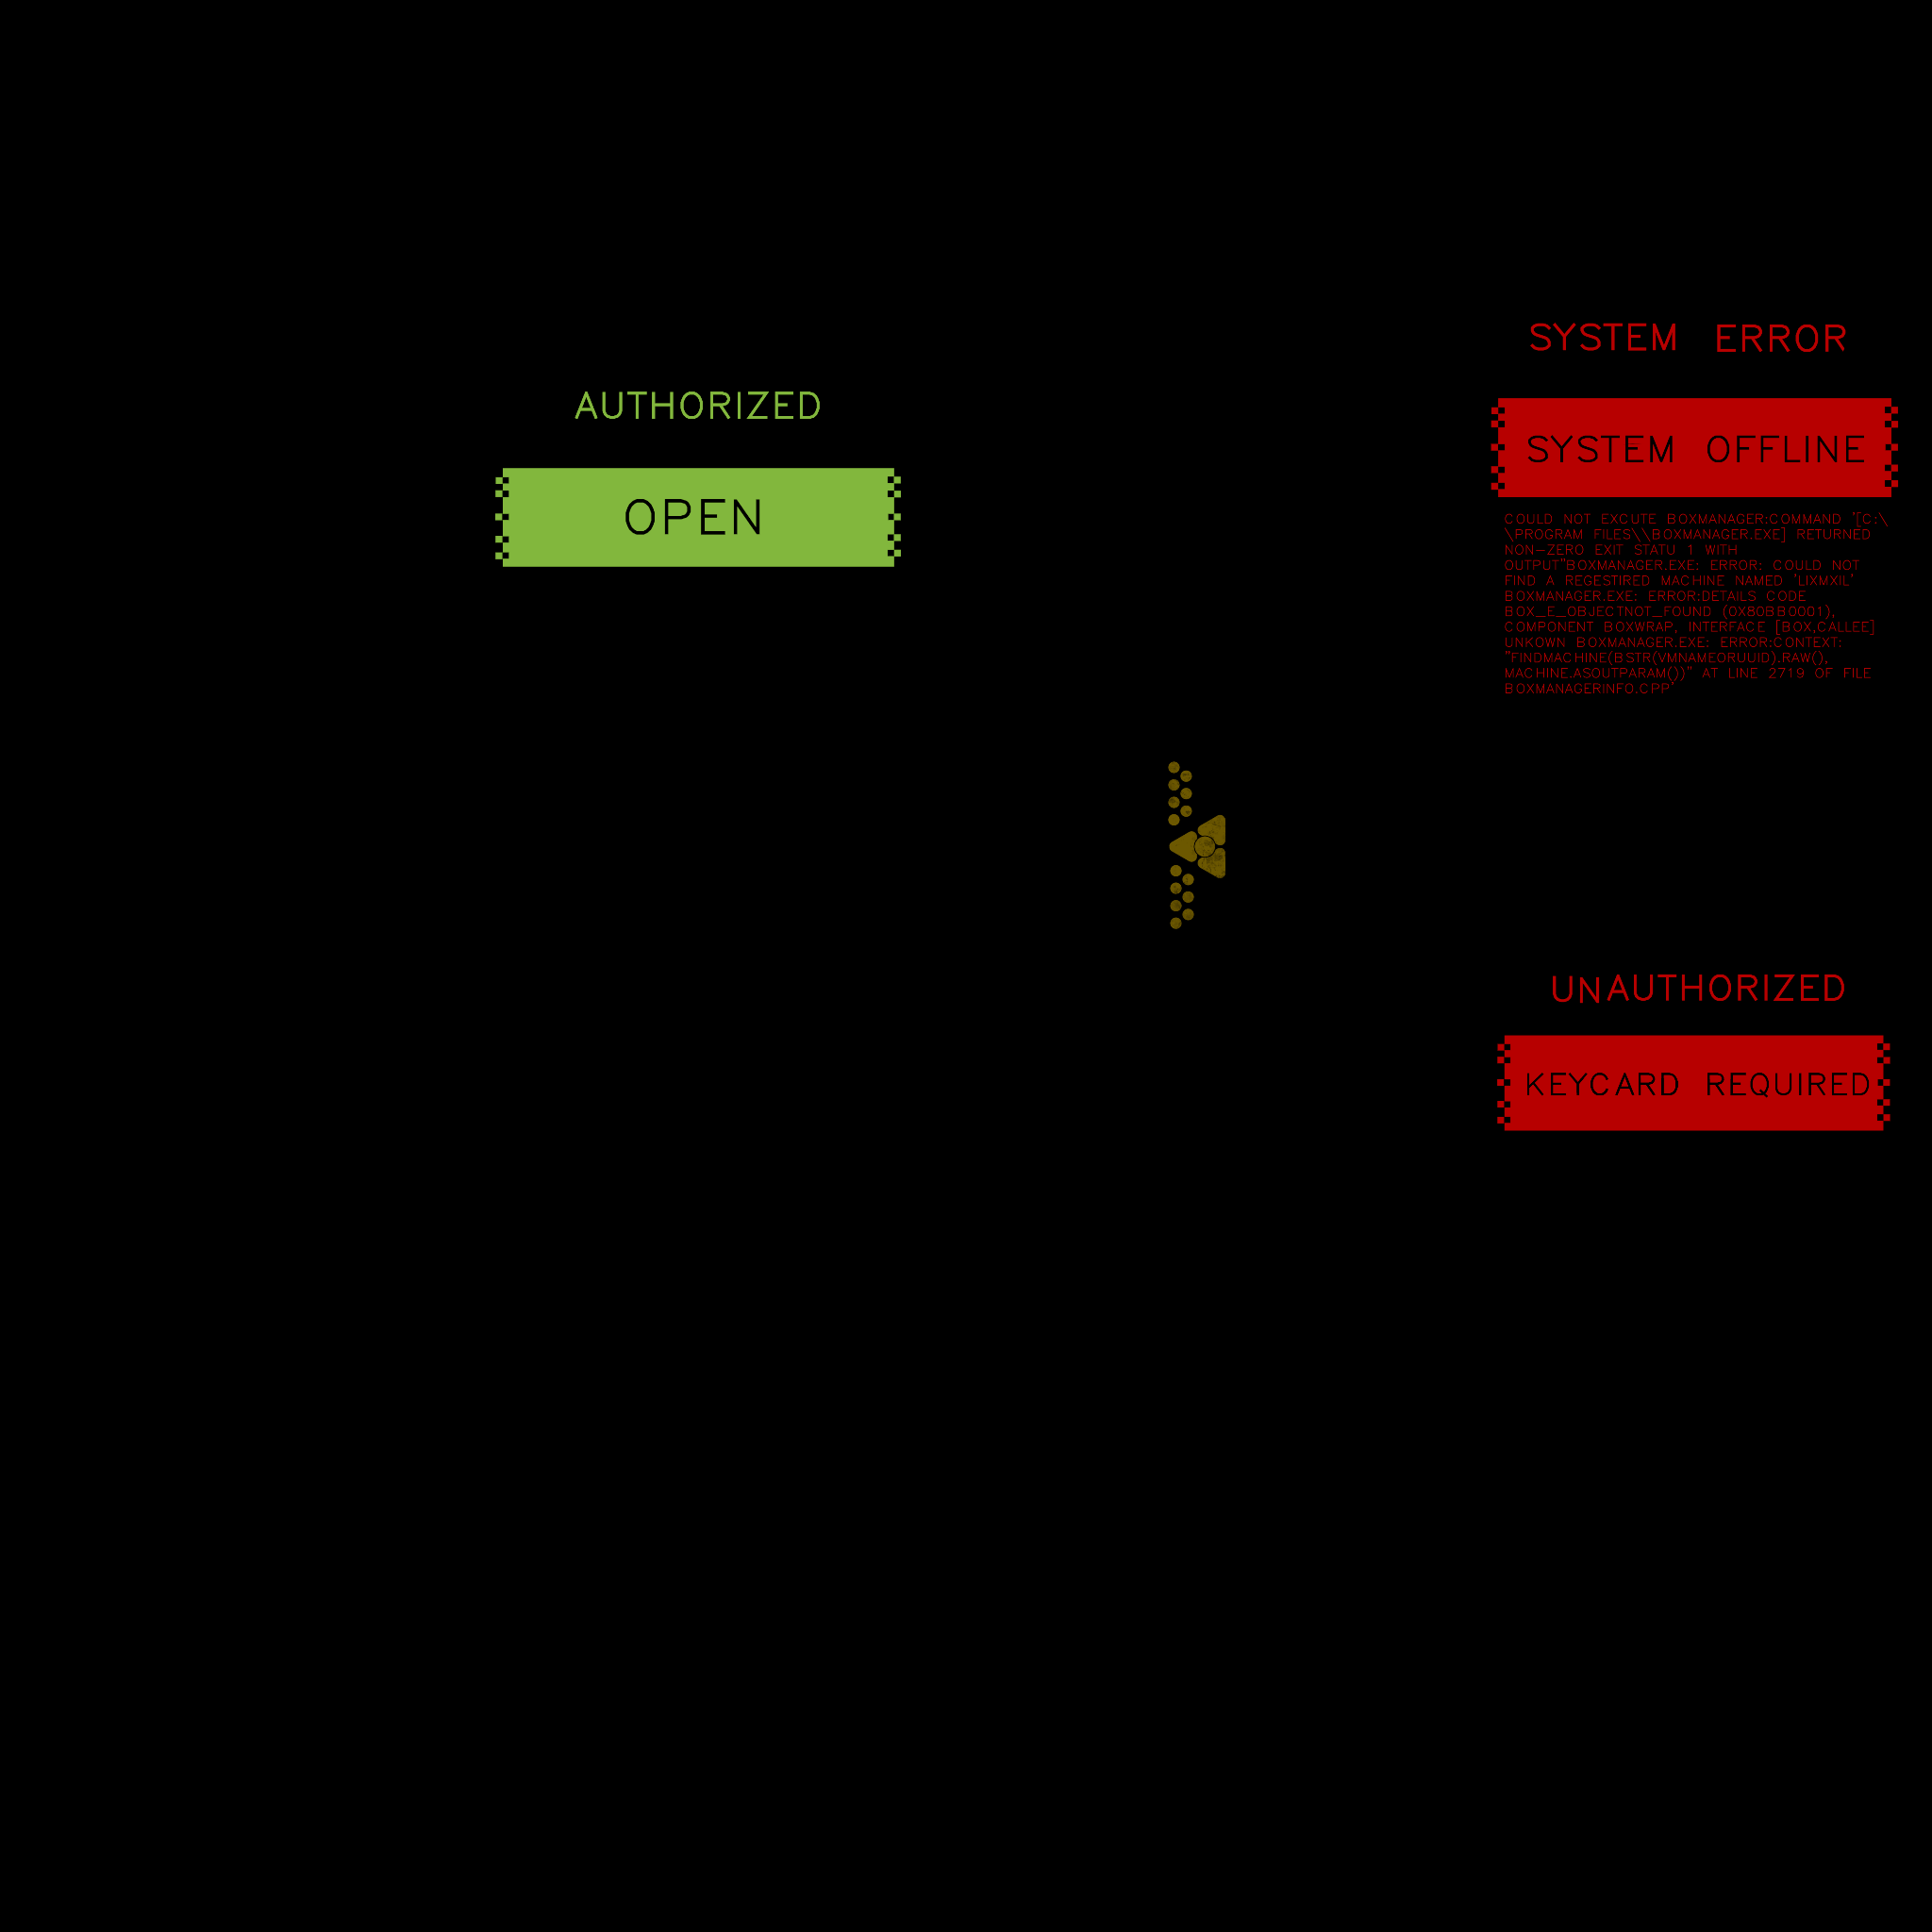 AUTHORIZED
OPEN
SYSTEM ERROR
SYSTEM OFFLINE
COULD NOT EXCUTE BOXMANAGER:COMMAND '[C:\
\PROGRAM FILES\\BOXMANAGER.EXE] RETURNED
NON-ZERO EXIT STATU 1 WITH
OUTPUT"BOXMANAGER.EXE: ERROR: COULD NOT
FIND A REGESTIRED MACHINE NAMED 'LIXMXIL'
BOXMANAGER.EXE: ERROR:DETAILS CODE
BOX_E_OBJECTNOT_FOUND (0X80BB0001),
COMPONENT BOXWRAP, INTERFACE [BOX,CALLEE]
UNKOWN BOXMANAGER.EXE: ERROR:CONTEXT:
"FINDMACHINE(BSTR(VMNAMEORUUID).RAW(),
MACHINE.ASOUTPARAM())" AT LINE 2719 OF FILE
BOXMANAGERINFO.CPP'
UNAUTHORIZED
KEYCARD REQUIRED